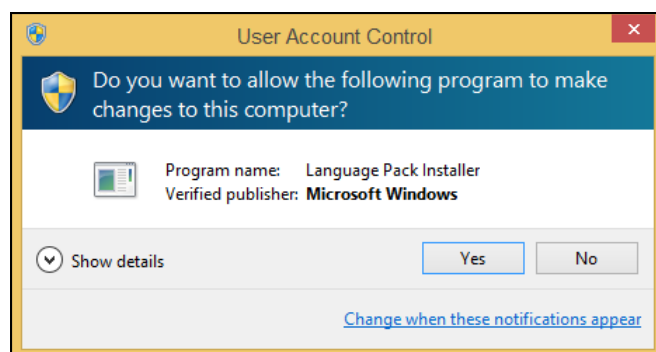 User Account Control
Do you want to allow the following program to make
changes to this computer?
Program name: Language Pack Installer
Verified publisher: Microsoft Windows
Show details Yes No
Change when these notifications appear